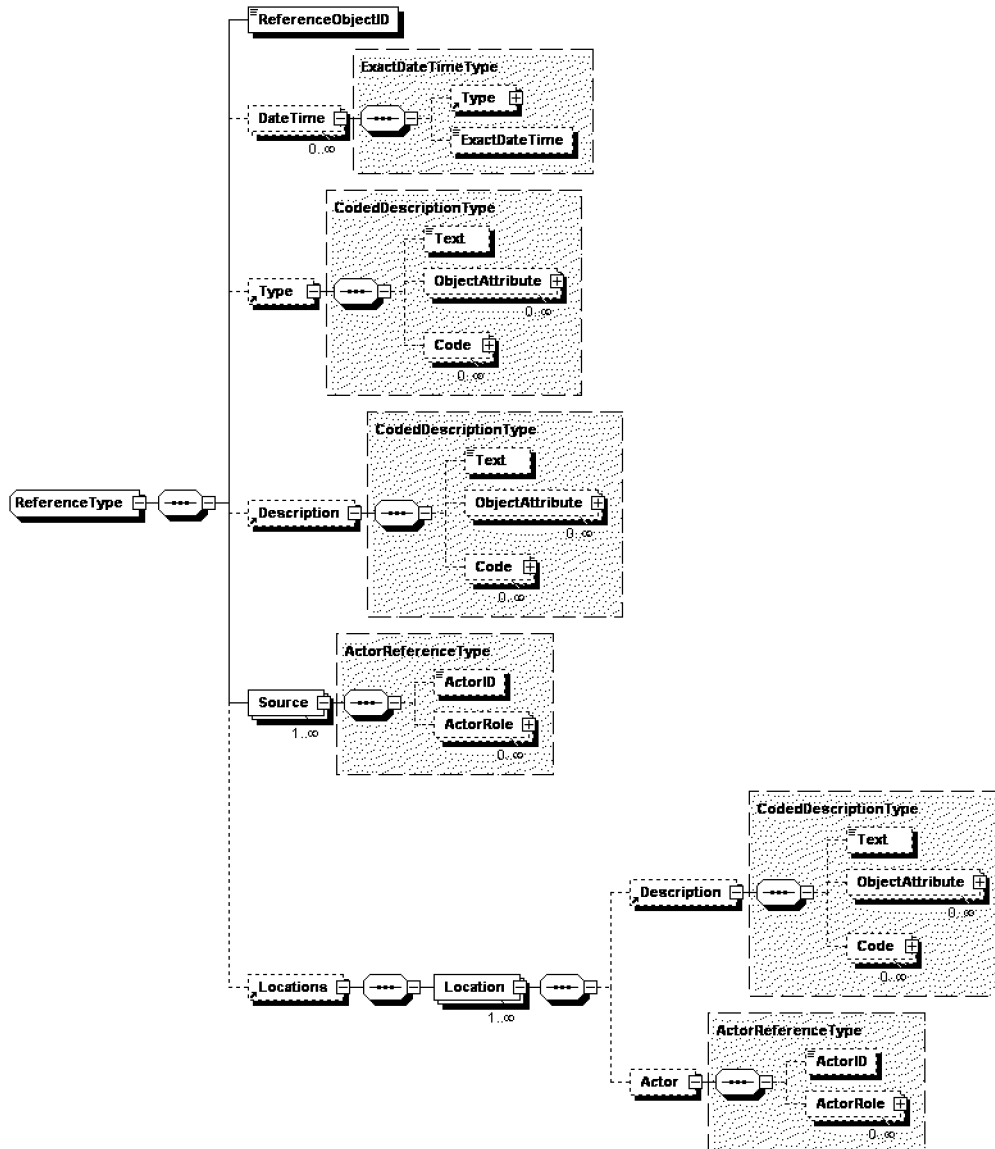 ReferenceObjectID
ExactDateTimeType
Type
DateTime
ExactDateTime
0..∞
CodedDescriptionType
Text
ObjectAttribute
Type
0..∞
Code
0..∞
CodedDescriptionType
Text
ObjectAttribute
ReferenceType
Description
0..∞
Code
0..∞
ActorReferenceType
ActorID
Source
ActorRole
1..∞
0..∞
CodedDescriptionType
Text
ObjectAttribute
Description
0..∞
Code
0..∞
Locations
Location
1..∞
ActorReferenceType
ActorID
Actor
ActorRole
0..∞